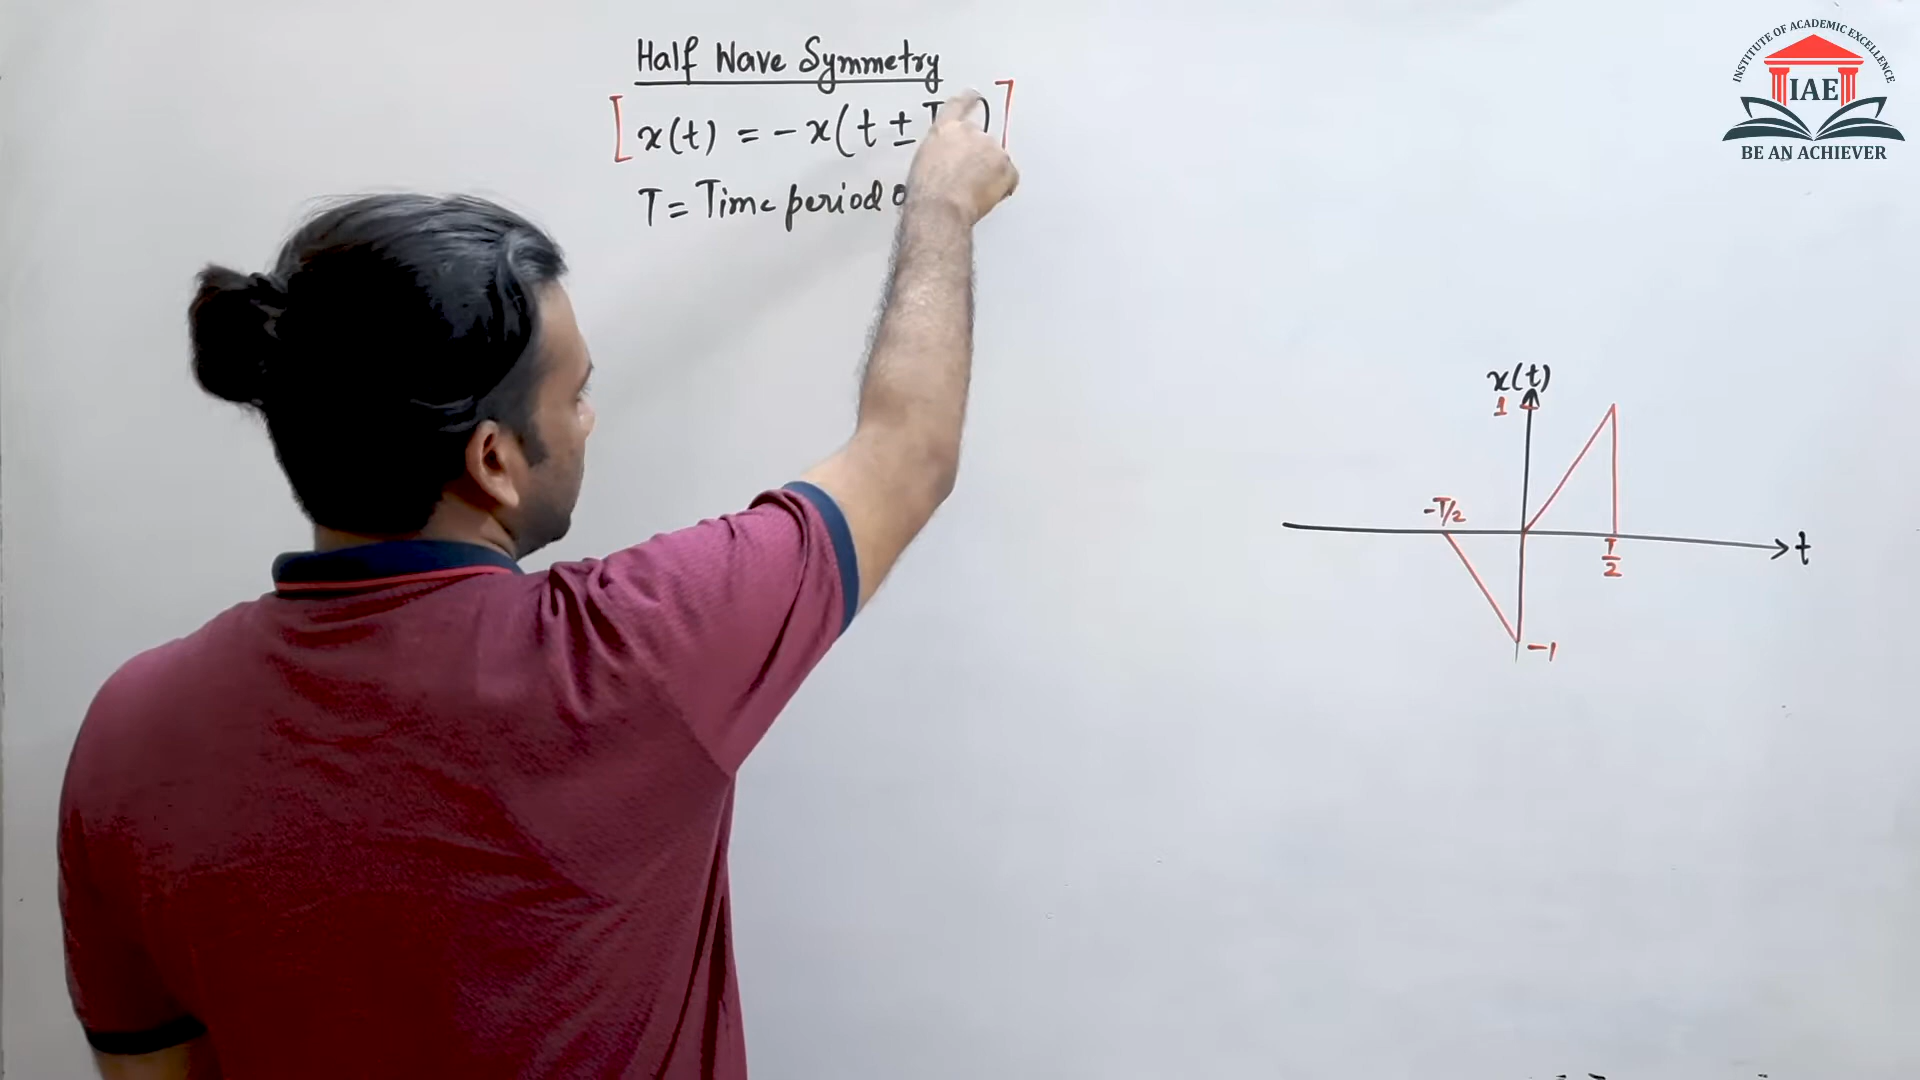 Half Wave Symmetry
[x(t) = -x(t ± T )]
T = Time period
x(t)
1
-T/2
T/2
t
-1
INSTITUTE OF ACADEMIC EXCELLENCE
IAE
BE AN ACHIEVER